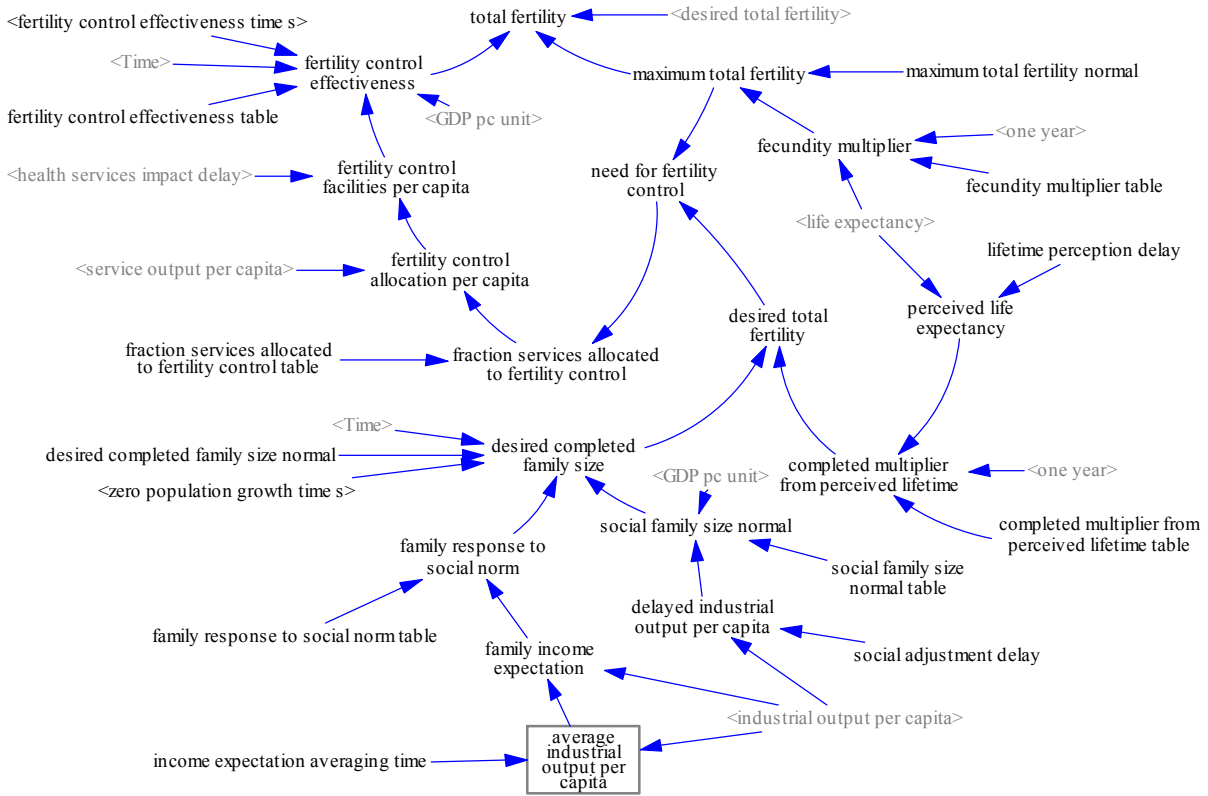 <fertility control effectiveness time s>
total fertility
<desired total fertility>
<Time>
fertility control
effectiveness
maximum total fertility
maximum total fertility normal
fertility control effectiveness table
<GDP pc unit>
fecundity multiplier
<one year>
<health services impact delay>
fertility control
facilities per capita
need for fertility
control
fecundity multiplier table
<life expectancy>
<service output per capita>
fertility control
allocation per capita
lifetime perception delay
perceived life
expectancy
desired total
fertility
fraction services allocated
to fertility control table
fraction services allocated
to fertility control
<Time>
desired completed family size normal
<zero population growth time s>
desired completed
family size
<GDP pc unit>
completed multiplier
from perceived lifetime
<one year>
social family size normal
completed multiplier from
perceived lifetime table
family response to
social norm
social family size
normal table
family response to social norm table
delayed industrial
output per capita
social adjustment delay
family income
expectation
<industrial output per capita>
income expectation averaging time
average
industrial
output per
capita